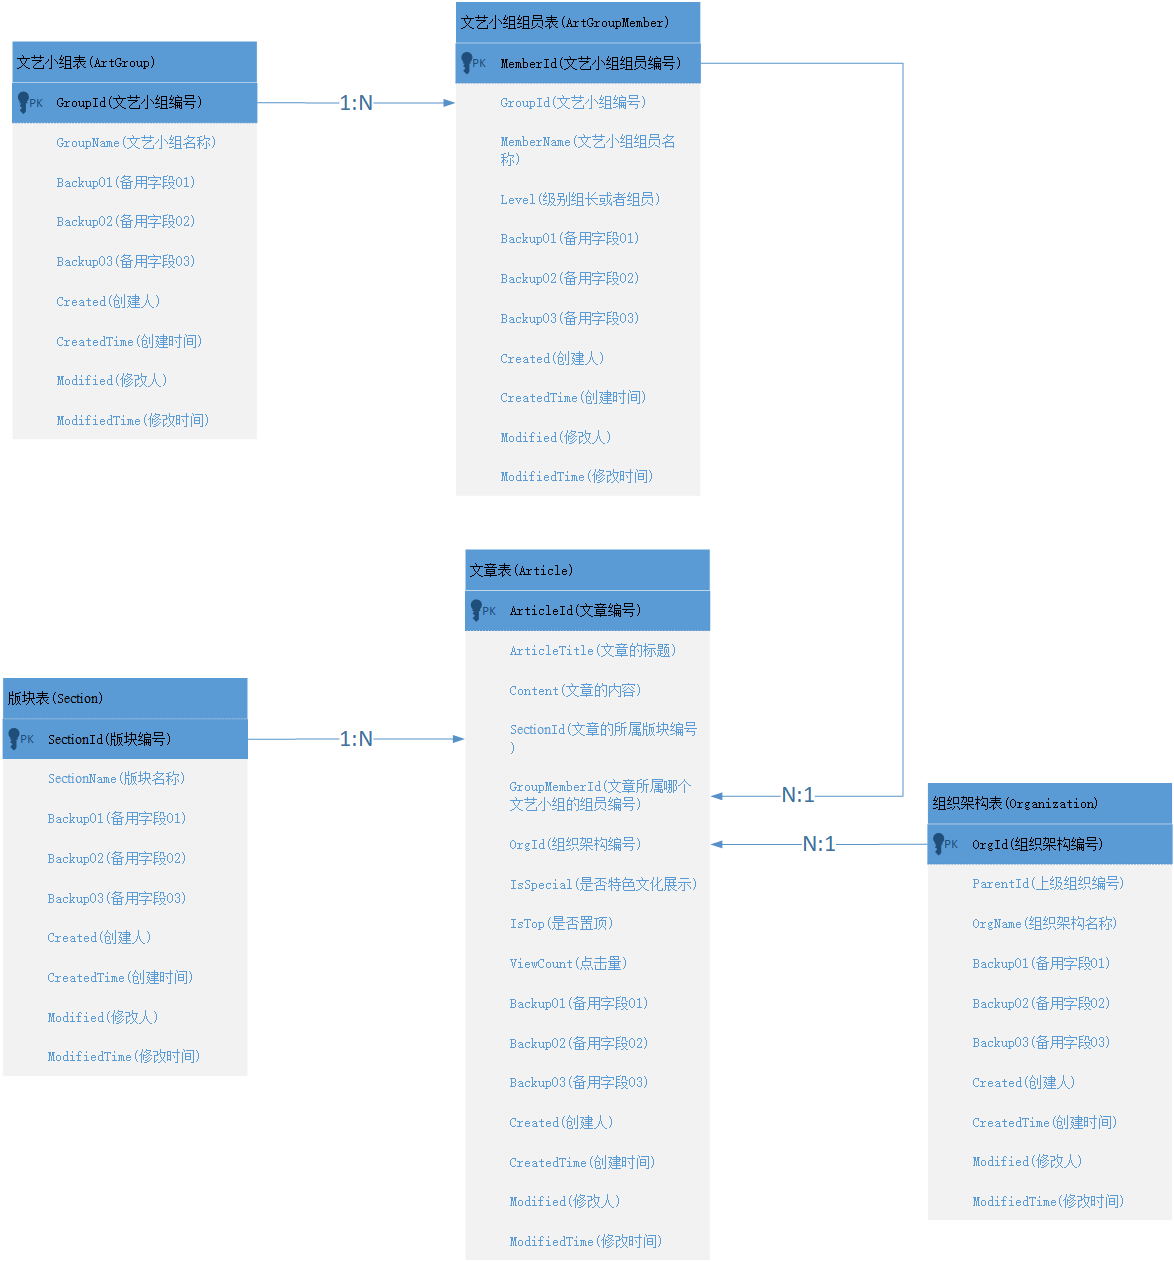 文艺小组表(ArtGroup)
PK GroupId(文艺小组编号)
GroupName(文艺小组名称)
Backup01(备用字段01)
Backup02(备用字段02)
Backup03(备用字段03)
Created(创建人)
CreatedTime(创建时间)
Modified(修改人)
ModifiedTime(修改时间)
1:N
文艺小组组员表(ArtGroupMember)
PK MemberId(文艺小组组员编号)
GroupId(文艺小组编号)
MemberName(文艺小组组员名
称)
Level(级别组长或者组员)
Backup01(备用字段01)
Backup02(备用字段02)
Backup03(备用字段03)
Created(创建人)
CreatedTime(创建时间)
Modified(修改人)
ModifiedTime(修改时间)
版块表(Section)
PK SectionId(版块编号)
SectionName(版块名称)
Backup01(备用字段01)
Backup02(备用字段02)
Backup03(备用字段03)
Created(创建人)
CreatedTime(创建时间)
Modified(修改人)
ModifiedTime(修改时间)
1:N
文章表(Article)
PK ArticleId(文章编号)
ArticleTitle(文章的标题)
Content(文章的内容)
SectionId(文章的所属版块编号
)
GroupMemberId(文章所属哪个
文艺小组的组员编号)
OrgId(组织架构编号)
IsSpecial(是否特色文化展示)
IsTop(是否置顶)
ViewCount(点击量)
Backup01(备用字段01)
Backup02(备用字段02)
Backup03(备用字段03)
Created(创建人)
CreatedTime(创建时间)
Modified(修改人)
ModifiedTime(修改时间)
N:1
N:1
组织架构表(Organization)
PK OrgId(组织架构编号)
ParentId(上级组织编号)
OrgName(组织架构名称)
Backup01(备用字段01)
Backup02(备用字段02)
Backup03(备用字段03)
Created(创建人)
CreatedTime(创建时间)
Modified(修改人)
ModifiedTime(修改时间)